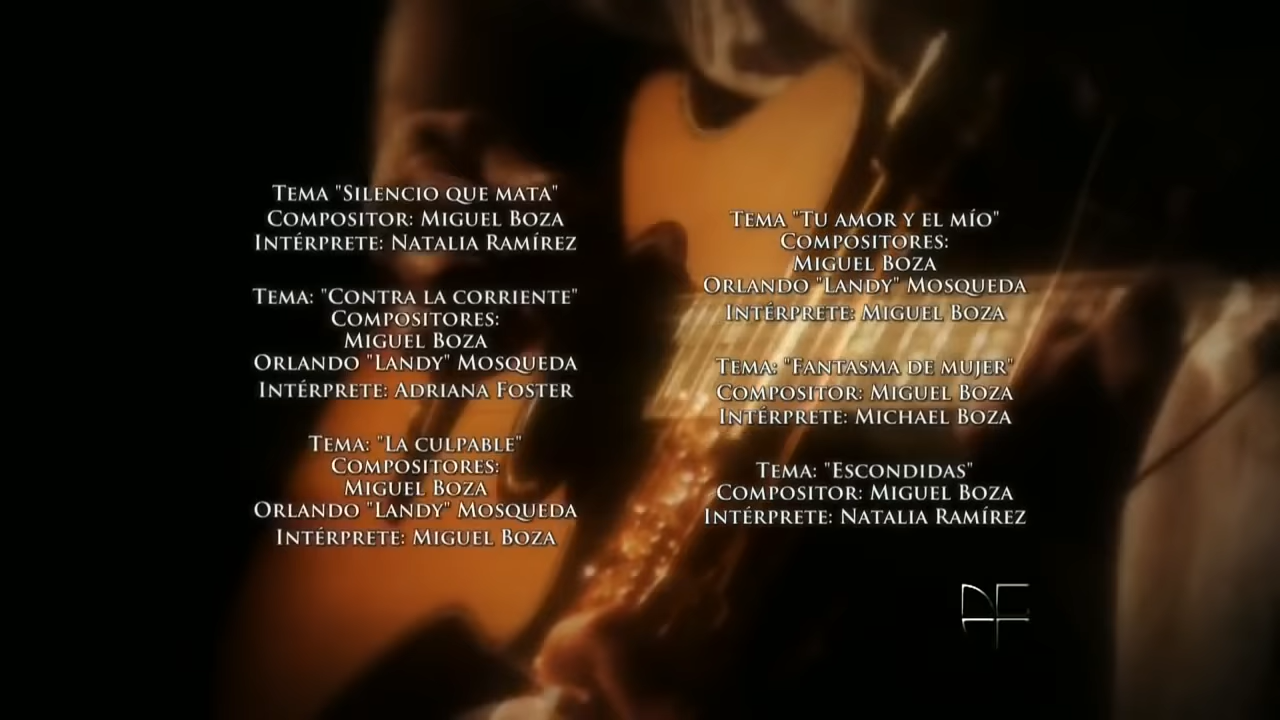 Tema "Silencio que mata"
Compositor: Miguel Boza
Intérprete: Natalia Ramírez
Tema: "Contra la corriente"
Compositores:
Miguel Boza
Orlando "Landy" Mosqueda
Intérprete: Adriana Foster
Tema: "La culpable"
Compositores:
Miguel Boza
Orlando "Landy" Mosqueda
Intérprete: Miguel Boza
Tema "Tu amor y el mío"
Compositores:
Miguel Boza
Orlando "Landy" Mosqueda
Intérprete: Miguel Boza
Tema: "Fantasma de mujer"
Compositor: Miguel Boza
Intérprete: Michael Boza
Tema: "Escondidas"
Compositor: Miguel Boza
Intérprete: Natalia Ramírez